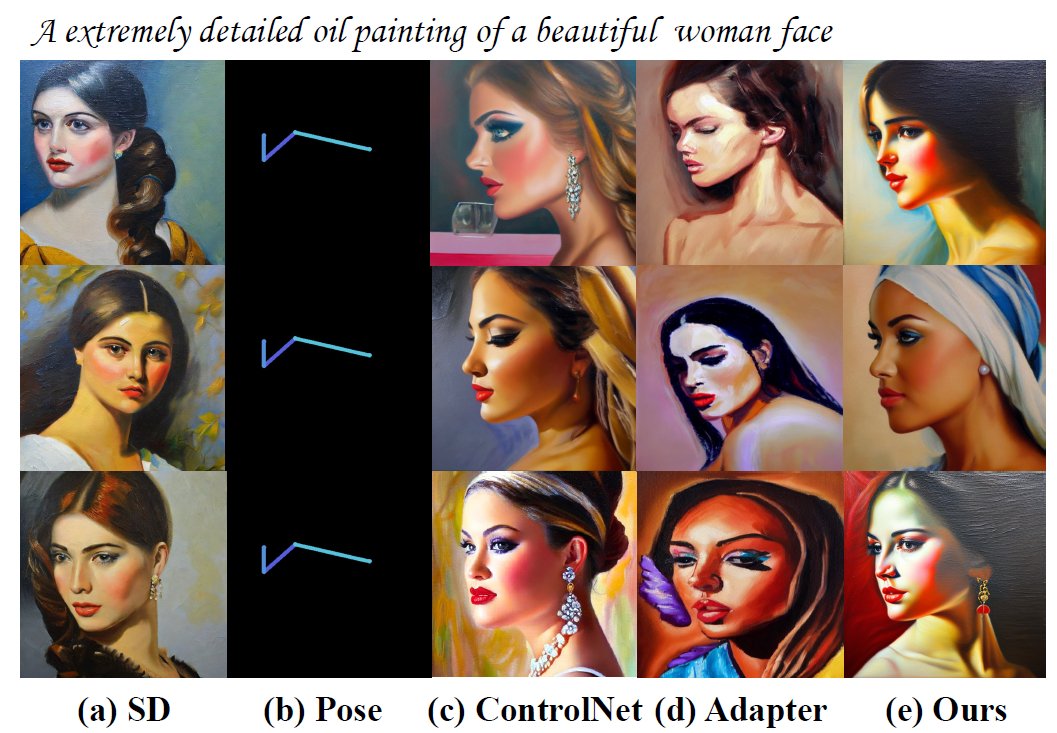 A extremely detailed oil painting of a beautiful woman face
(a) SD (b) Pose (c) ControlNet (d) Adapter (e) Ours